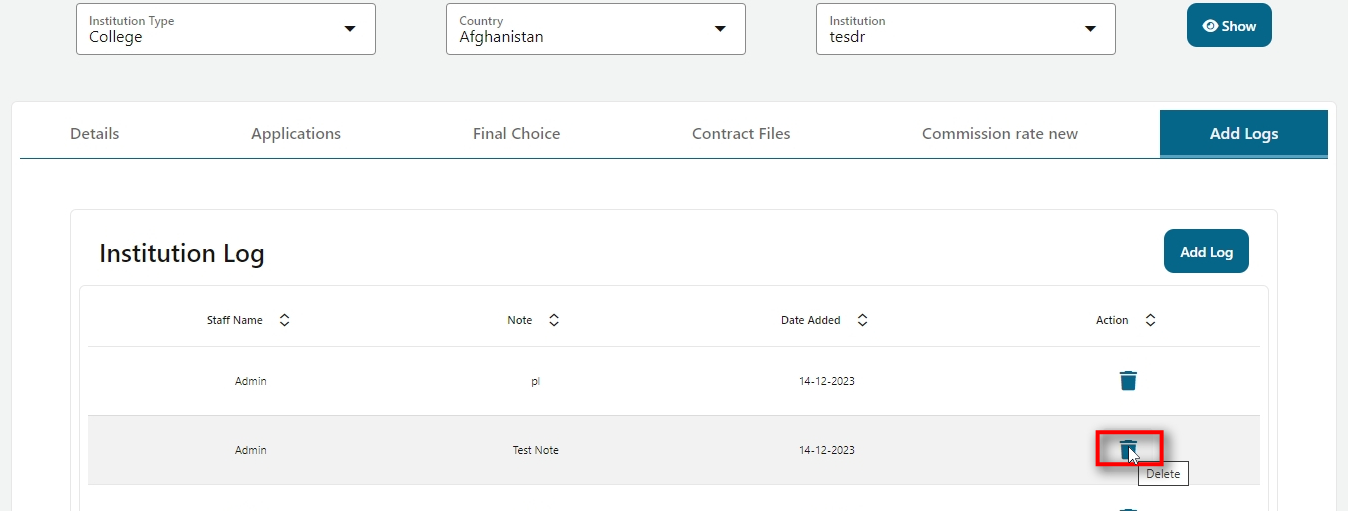 Institution Type
College
Country
Afghanistan
Institution
tesdr
Show
Details
Applications
Final Choice
Contract Files
Commission rate new
Add Logs
Institution Log
Add Log
Staff Name
Note
Date Added
Action
Admin
pl
14-12-2023
Admin
Test Note
14-12-2023
Delete